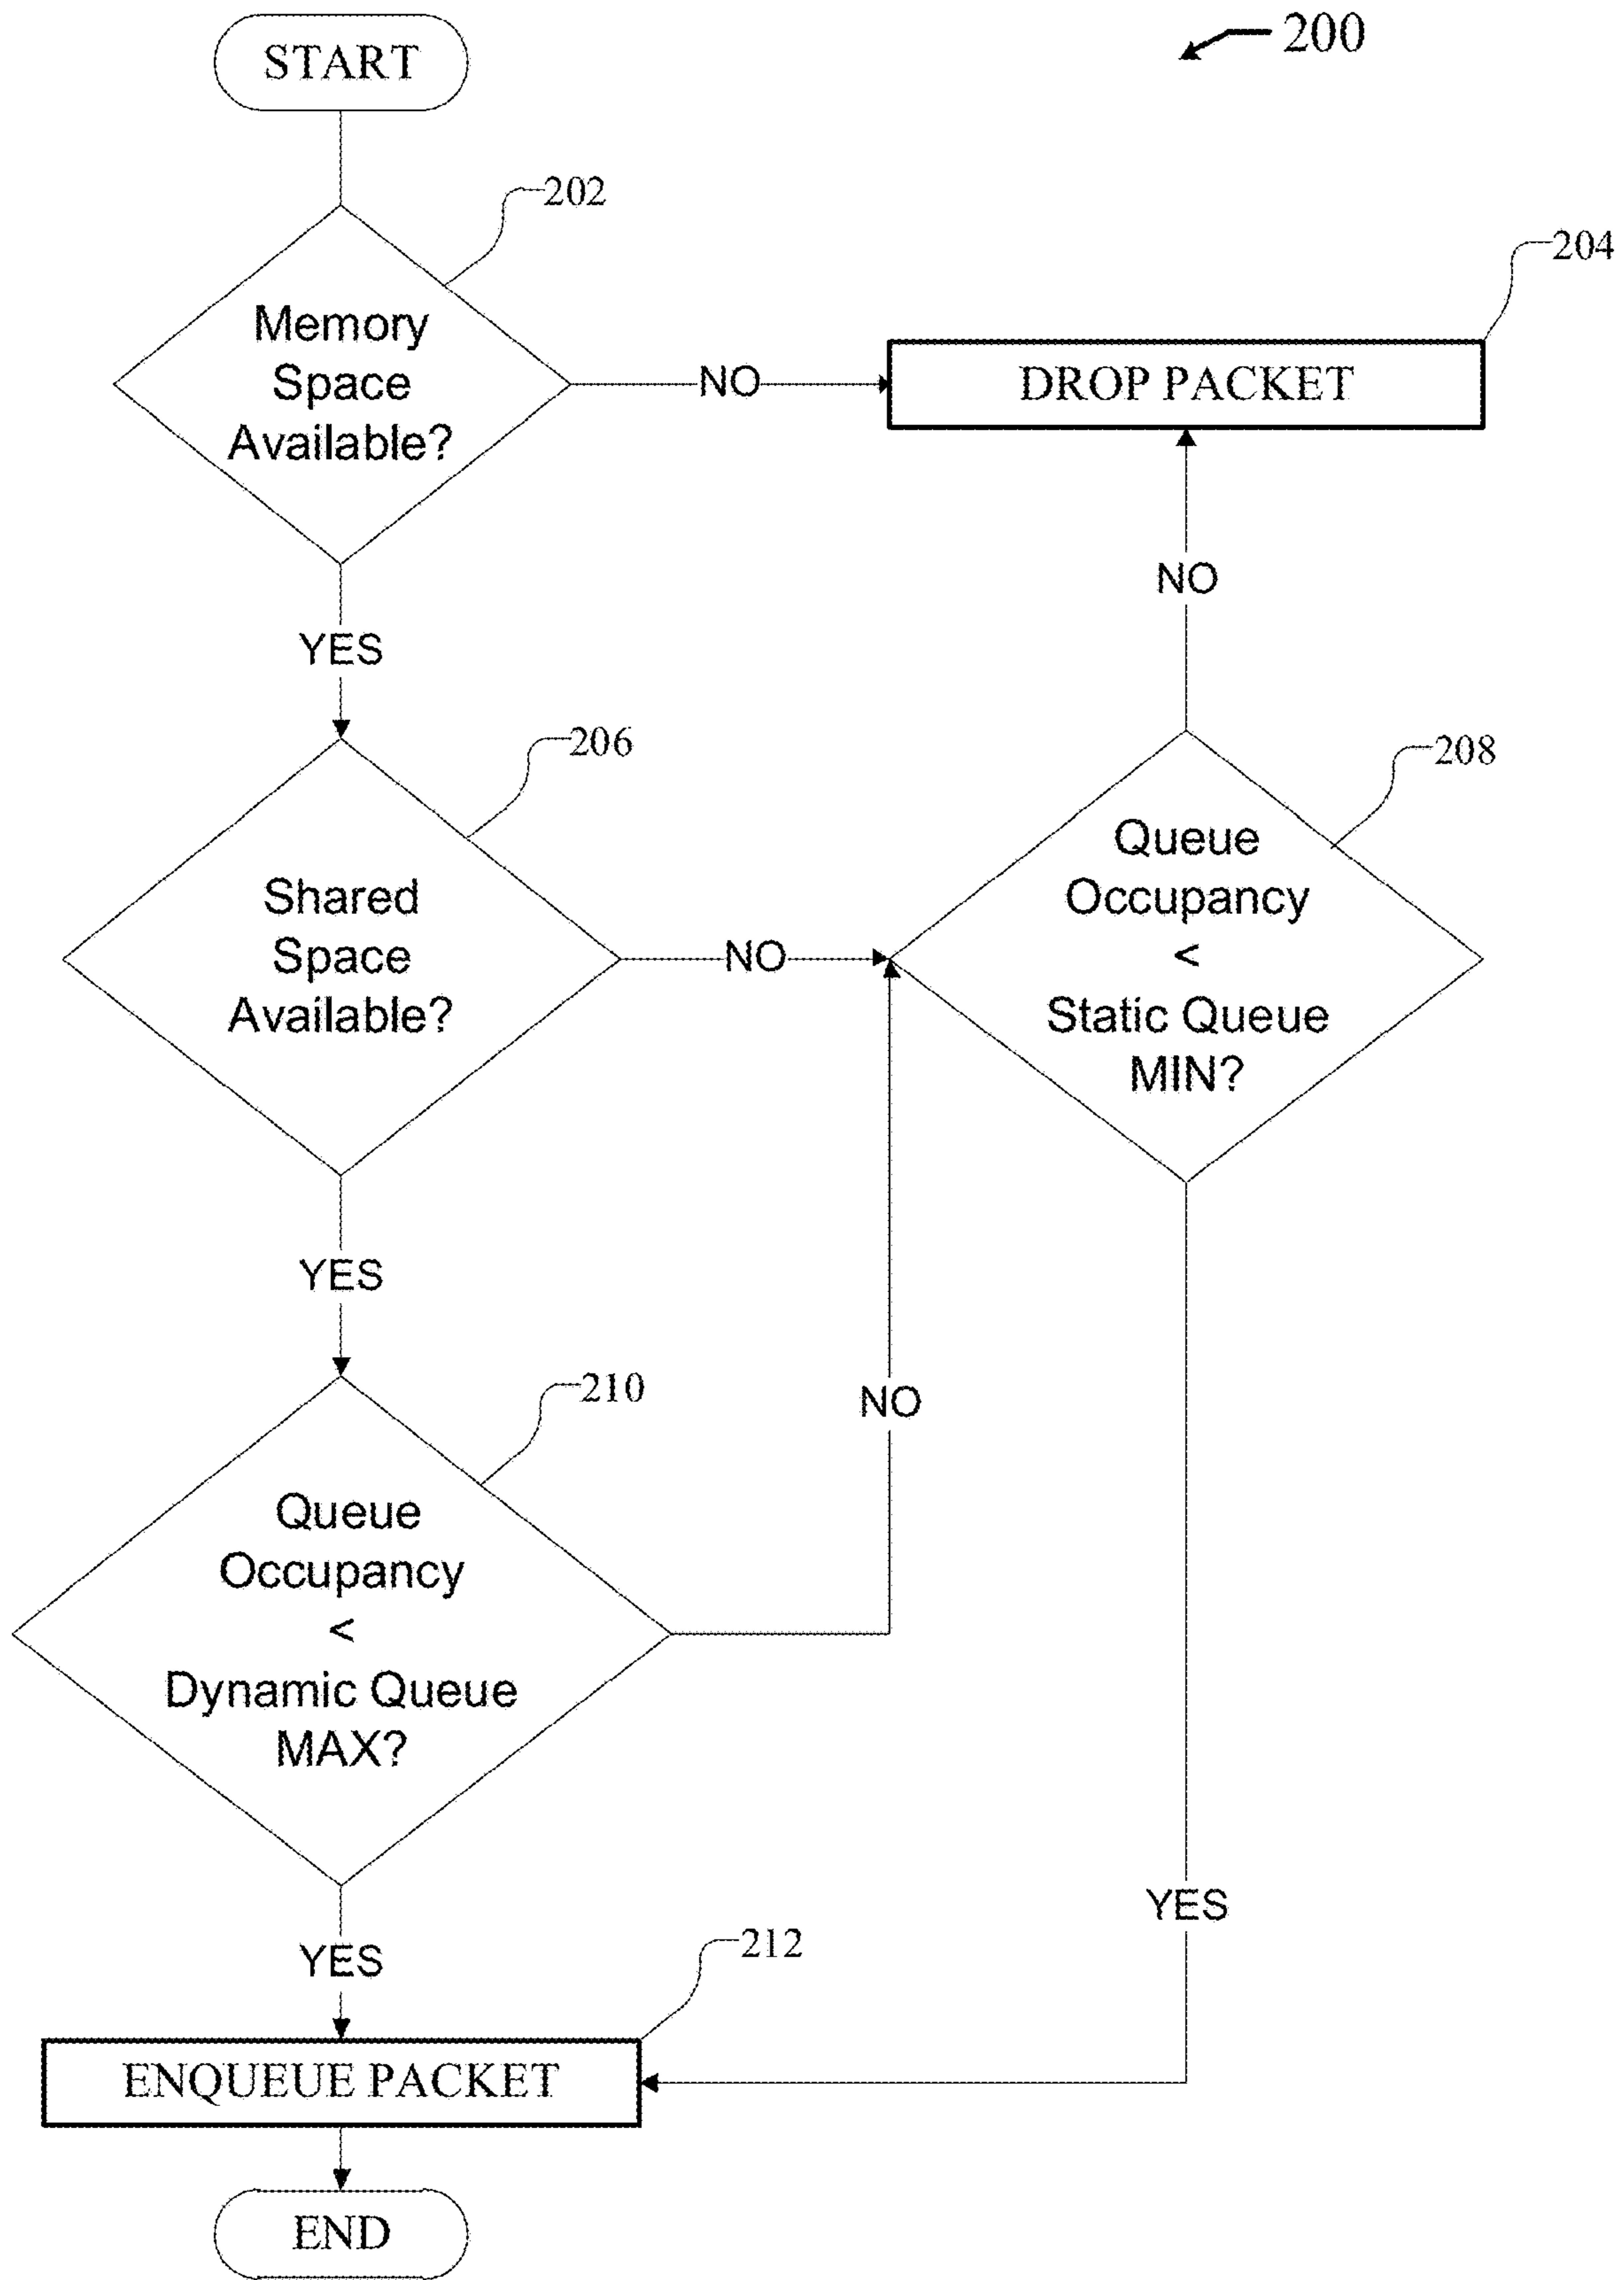 START
200
202
Memory
Space
Available?
NO
204
DROP PACKET
YES
NO
206
Shared
Space
Available?
NO
208
Queue
Occupancy
<
Static Queue
MIN?
YES
210
Queue
Occupancy
<
Dynamic Queue
MAX?
NO
YES
YES
212
ENQUEUE PACKET
END